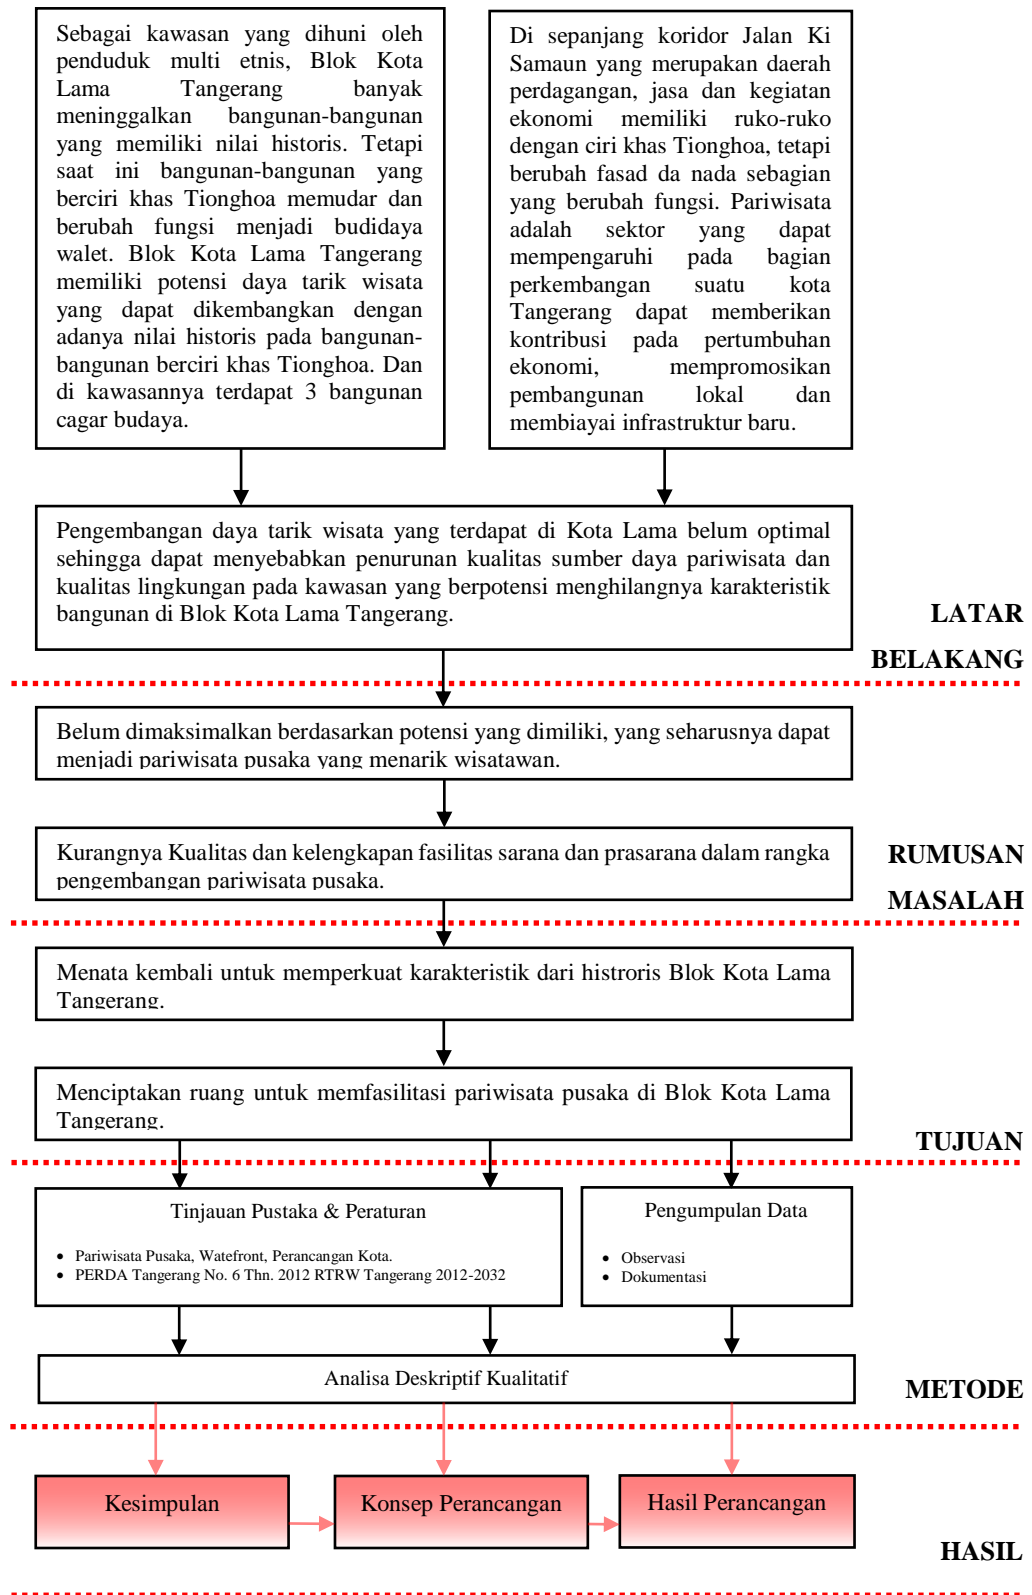 Sebagai kawasan yang dihuni oleh
penduduk multi etnis, Blok Kota
Lama Tangerang banyak
meninggalkan bangunan-bangunan
yang memiliki nilai historis. Tetapi
saat ini bangunan-bangunan yang
berciri khas Tionghoa memudar dan
berubah fungsi menjadi budidaya
walet. Blok Kota Lama Tangerang
memiliki potensi daya tarik wisata
yang dapat dikembangkan dengan
adanya nilai historis pada bangunan-
bangunan berciri khas Tionghoa. Dan
di kawasannya terdapat 3 bangunan
cagar budaya.
Di sepanjang koridor Jalan Ki
Samaun yang merupakan daerah
perdagangan, jasa dan kegiatan
ekonomi memiliki ruko-ruko
dengan ciri khas Tionghoa, tetapi
berubah fasad da nada sebagian
yang berubah fungsi. Pariwisata
adalah sektor yang dapat
mempengaruhi pada bagian
perkembangan suatu kota
Tangerang dapat memberikan
kontribusi pada pertumbuhan
ekonomi, mempromosikan
pembangunan lokal dan
membiayai infrastruktur baru.
Pengembangan daya tarik wisata yang terdapat di Kota Lama belum optimal
sehingga dapat menyebabkan penurunan kualitas sumber daya pariwisata dan
kualitas lingkungan pada kawasan yang berpotensi menghilangnya karakteristik
bangunan di Blok Kota Lama Tangerang.
LATAR
BELAKANG
Belum dimaksimalkan berdasarkan potensi yang dimiliki, yang seharusnya dapat
menjadi pariwisata pusaka yang menarik wisatawan.
Kurangnya Kualitas dan kelengkapan fasilitas sarana dan prasarana dalam rangka
pengembangan pariwisata pusaka.
RUMUSAN
MASALAH
Menata kembali untuk memperkuat karakteristik dari histroris Blok Kota Lama
Tangerang.
Menciptakan ruang untuk memfasilitasi pariwisata pusaka di Blok Kota Lama
Tangerang.
TUJUAN
Tinjauan Pustaka & Peraturan
• Pariwisata Pusaka, Watefront, Perancangan Kota.
• PERDA Tangerang No. 6 Thn. 2012 RTRW Tangerang 2012-2032
Pengumpulan Data
• Observasi
• Dokumentasi
Analisa Deskriptif Kualitatif
METODE
Kesimpulan
Konsep Perancangan
Hasil Perancangan
HASIL